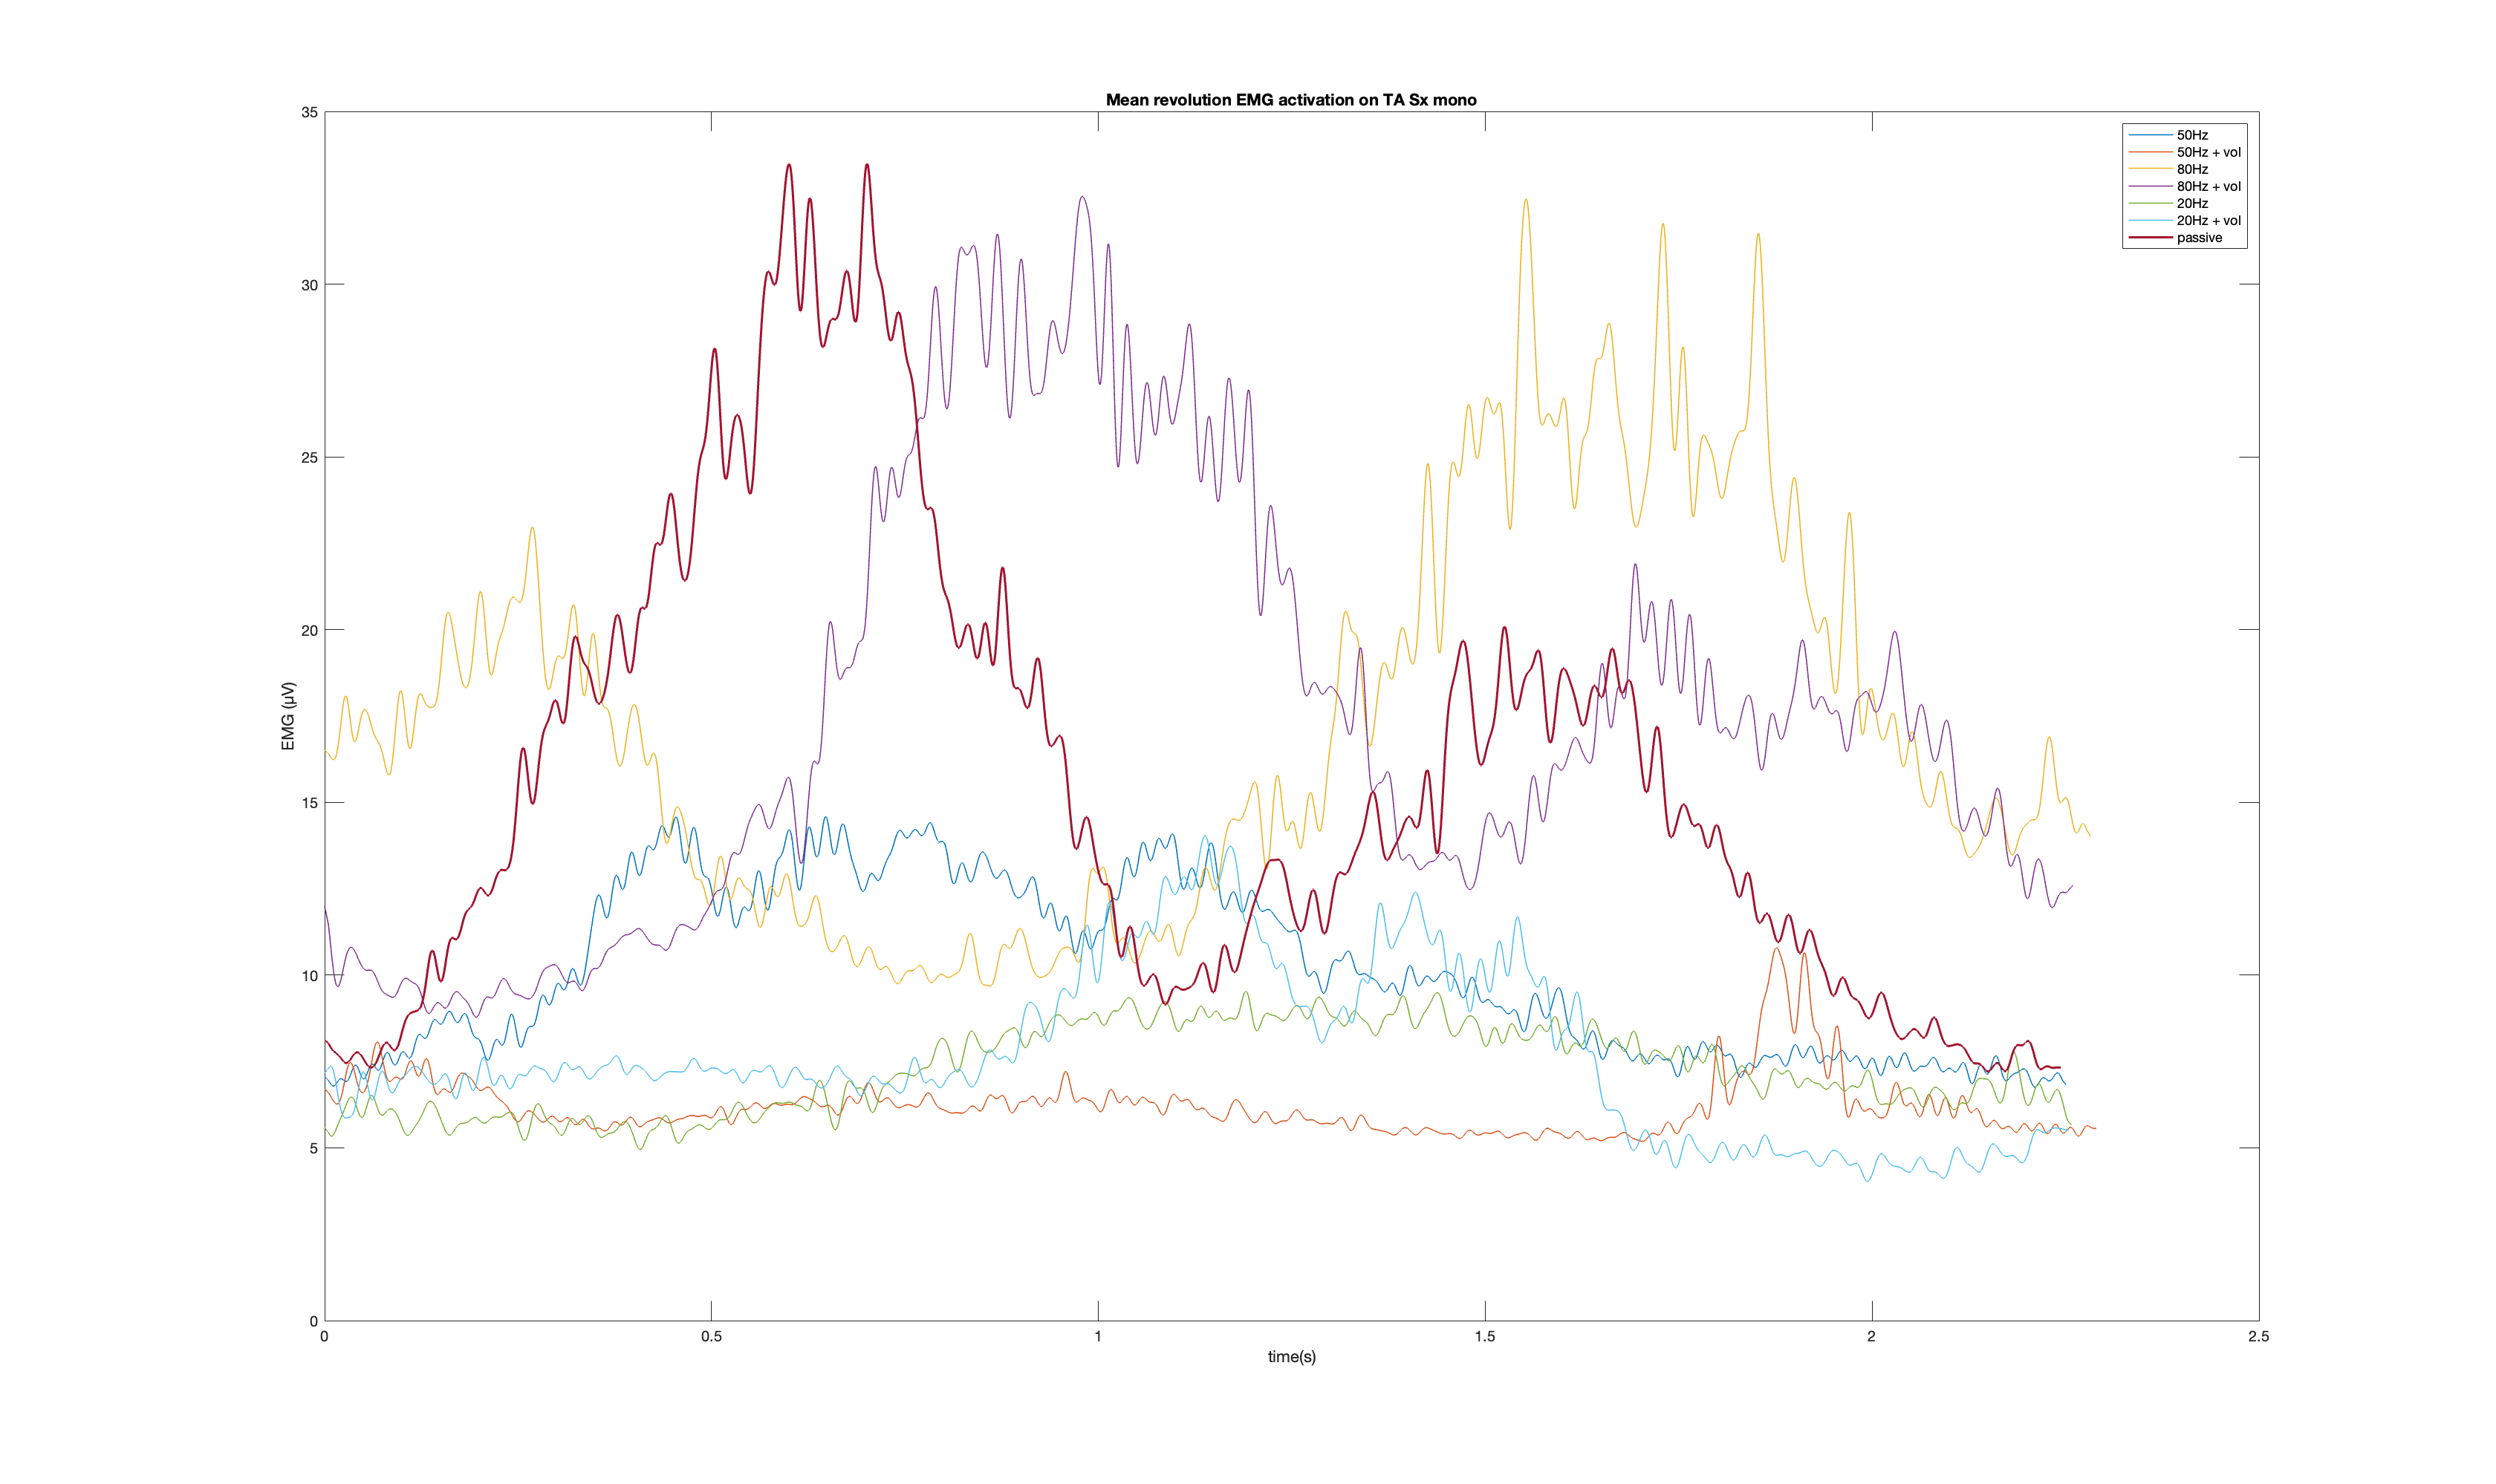 Mean revolution EMG activation on TA Sx mono
35
30
25
20
15
10
5
0
EMG (µV)
0 0.5 1 1.5 2 2.5
time(s)
50Hz
50Hz + vol
80Hz
80Hz + vol
20Hz
20Hz + vol
passive